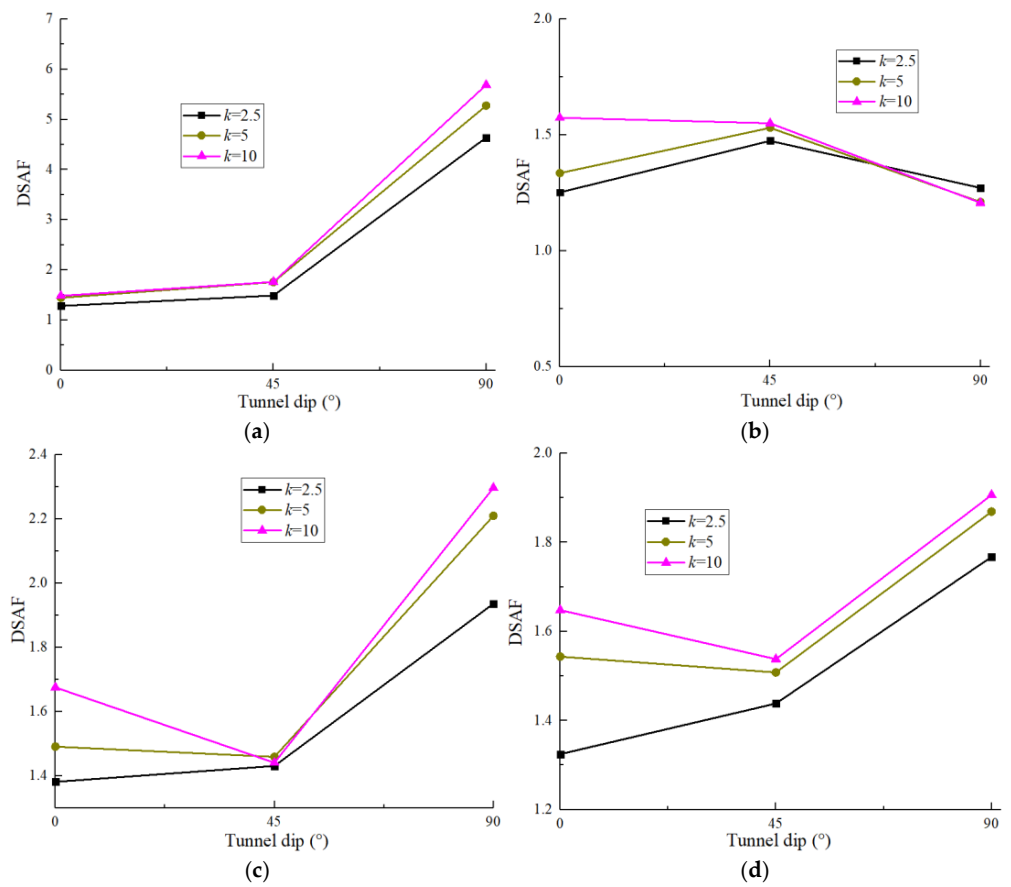 7
6
5
4
3
2
1
0
DSAF
k=2.5
k=5
k=10
0
45
90
Tunnel dip (°)
(a)
2.0
1.5
1.0
0.5
DSAF
k=2.5
k=5
k=10
0
45
90
Tunnel dip (°)
(b)
2.4
2.2
2.0
1.8
1.6
1.4
DSAF
k=2.5
k=5
k=10
0
45
90
Tunnel dip (°)
(c)
2.0
1.8
1.6
1.4
1.2
DSAF
k=2.5
k=5
k=10
0
45
90
Tunnel dip (°)
(d)